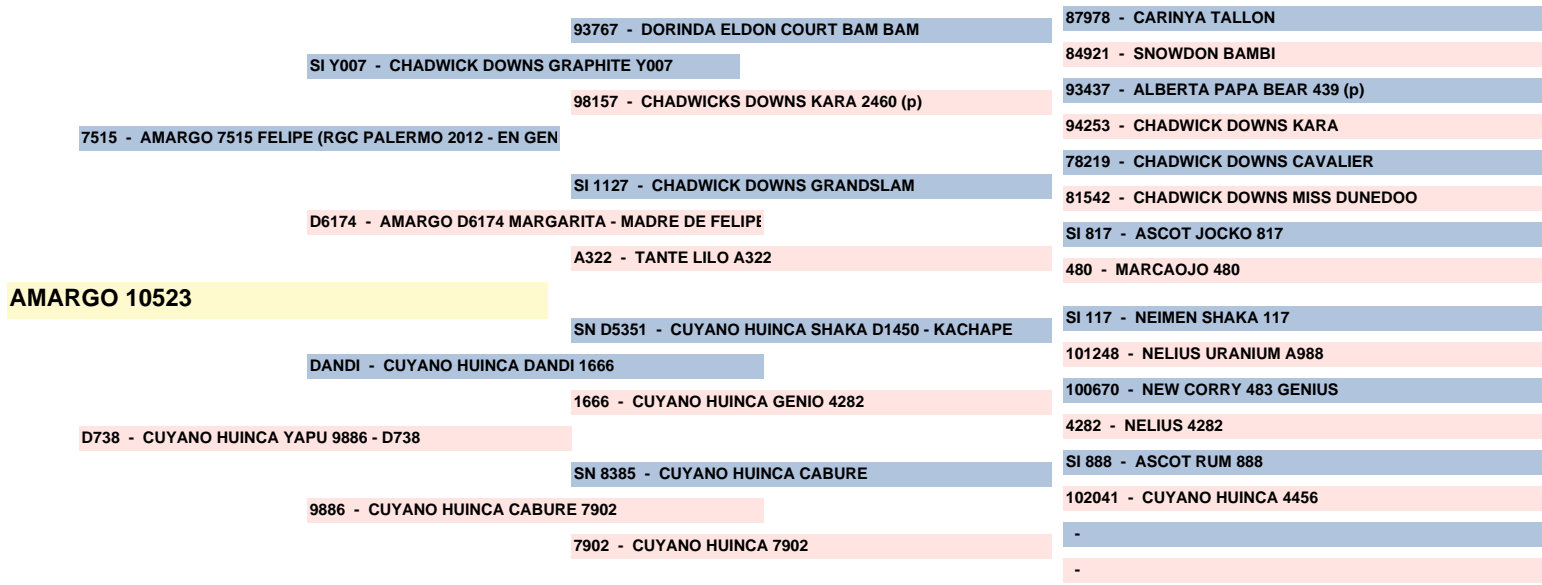 87978 - CARINYA TALLON
93767 - DORINDA ELDON COURT BAM BAM
84921 - SNOWDON BAMBI
SI Y007 - CHADWICK DOWNS GRAPHITE Y007
93437 - ALBERTA PAPA BEAR 439 (p)
98157 - CHADWICKS DOWNS KARA 2460 (p)
94253 - CHADWICK DOWNS KARA
7515 - AMARGO 7515 FELIPE (RGC PALERMO 2012 - EN GEN
78219 - CHADWICK DOWNS CAVALIER
SI 1127 - CHADWICK DOWNS GRANDSLAM
81542 - CHADWICK DOWNS MISS DUNEDOO
D6174 - AMARGO D6174 MARGARITA - MADRE DE FELIPE
SI 817 - ASCOT JOCKO 817
A322 - TANTE LILO A322
480 - MARCAOJO 480
AMARGO 10523
SI 117 - NEIMEN SHAKA 117
SN D5351 - CUYANO HUINCA SHAKA D1450 - KACHAPE
101248 - NELIUS URANIUM A988
DANDI - CUYANO HUINCA DANDI 1666
100670 - NEW CORRY 483 GENIUS
1666 - CUYANO HUINCA GENIO 4282
4282 - NELIUS 4282
D738 - CUYANO HUINCA YAPU 9886 - D738
SI 888 - ASCOT RUM 888
SN 8385 - CUYANO HUINCA CABURE
102041 - CUYANO HUINCA 4456
9886 - CUYANO HUINCA CABURE 7902
-
7902 - CUYANO HUINCA 7902
-